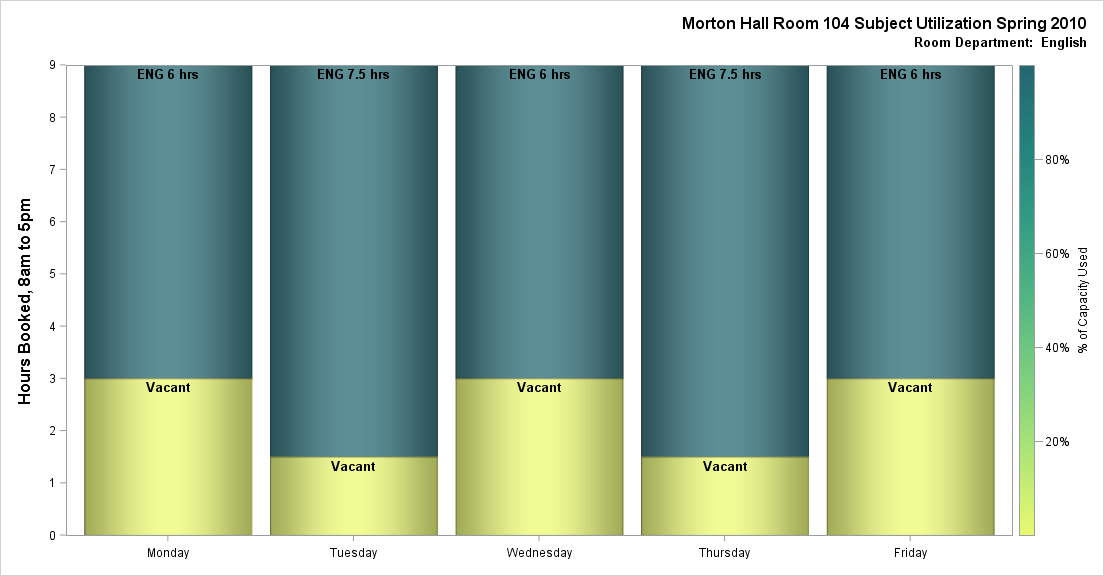 Morton Hall Room 104 Subject Utilization Spring 2010
Room Department: English
Hours Booked, 8am to 5pm
9
8
7
6
5
4
3
2
1
0
ENG 6 hrs
ENG 7.5 hrs
ENG 6 hrs
ENG 7.5 hrs
ENG 6 hrs
Vacant
Vacant
Vacant
Vacant
Vacant
Monday
Tuesday
Wednesday
Thursday
Friday
80%
60%
40%
20%
% of Capacity Used